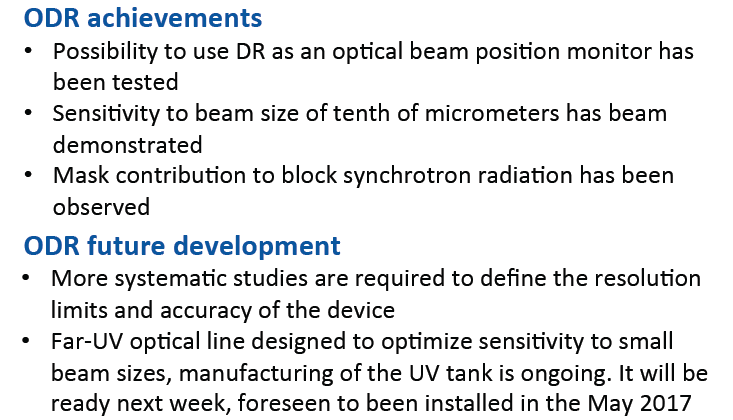 ODR achievements
• Possibility to use DR as an optical beam position monitor has
been tested
• Sensitivity to beam size of tenth of micrometers has beam
demonstrated
• Mask contribution to block synchrotron radiation has been
observed
ODR future development
• More systematic studies are required to define the resolution
limits and accuracy of the device
• Far-UV optical line designed to optimize sensitivity to small
beam sizes, manufacturing of the UV tank is ongoing. It will be
ready next week, foreseen to been installed in the May 2017